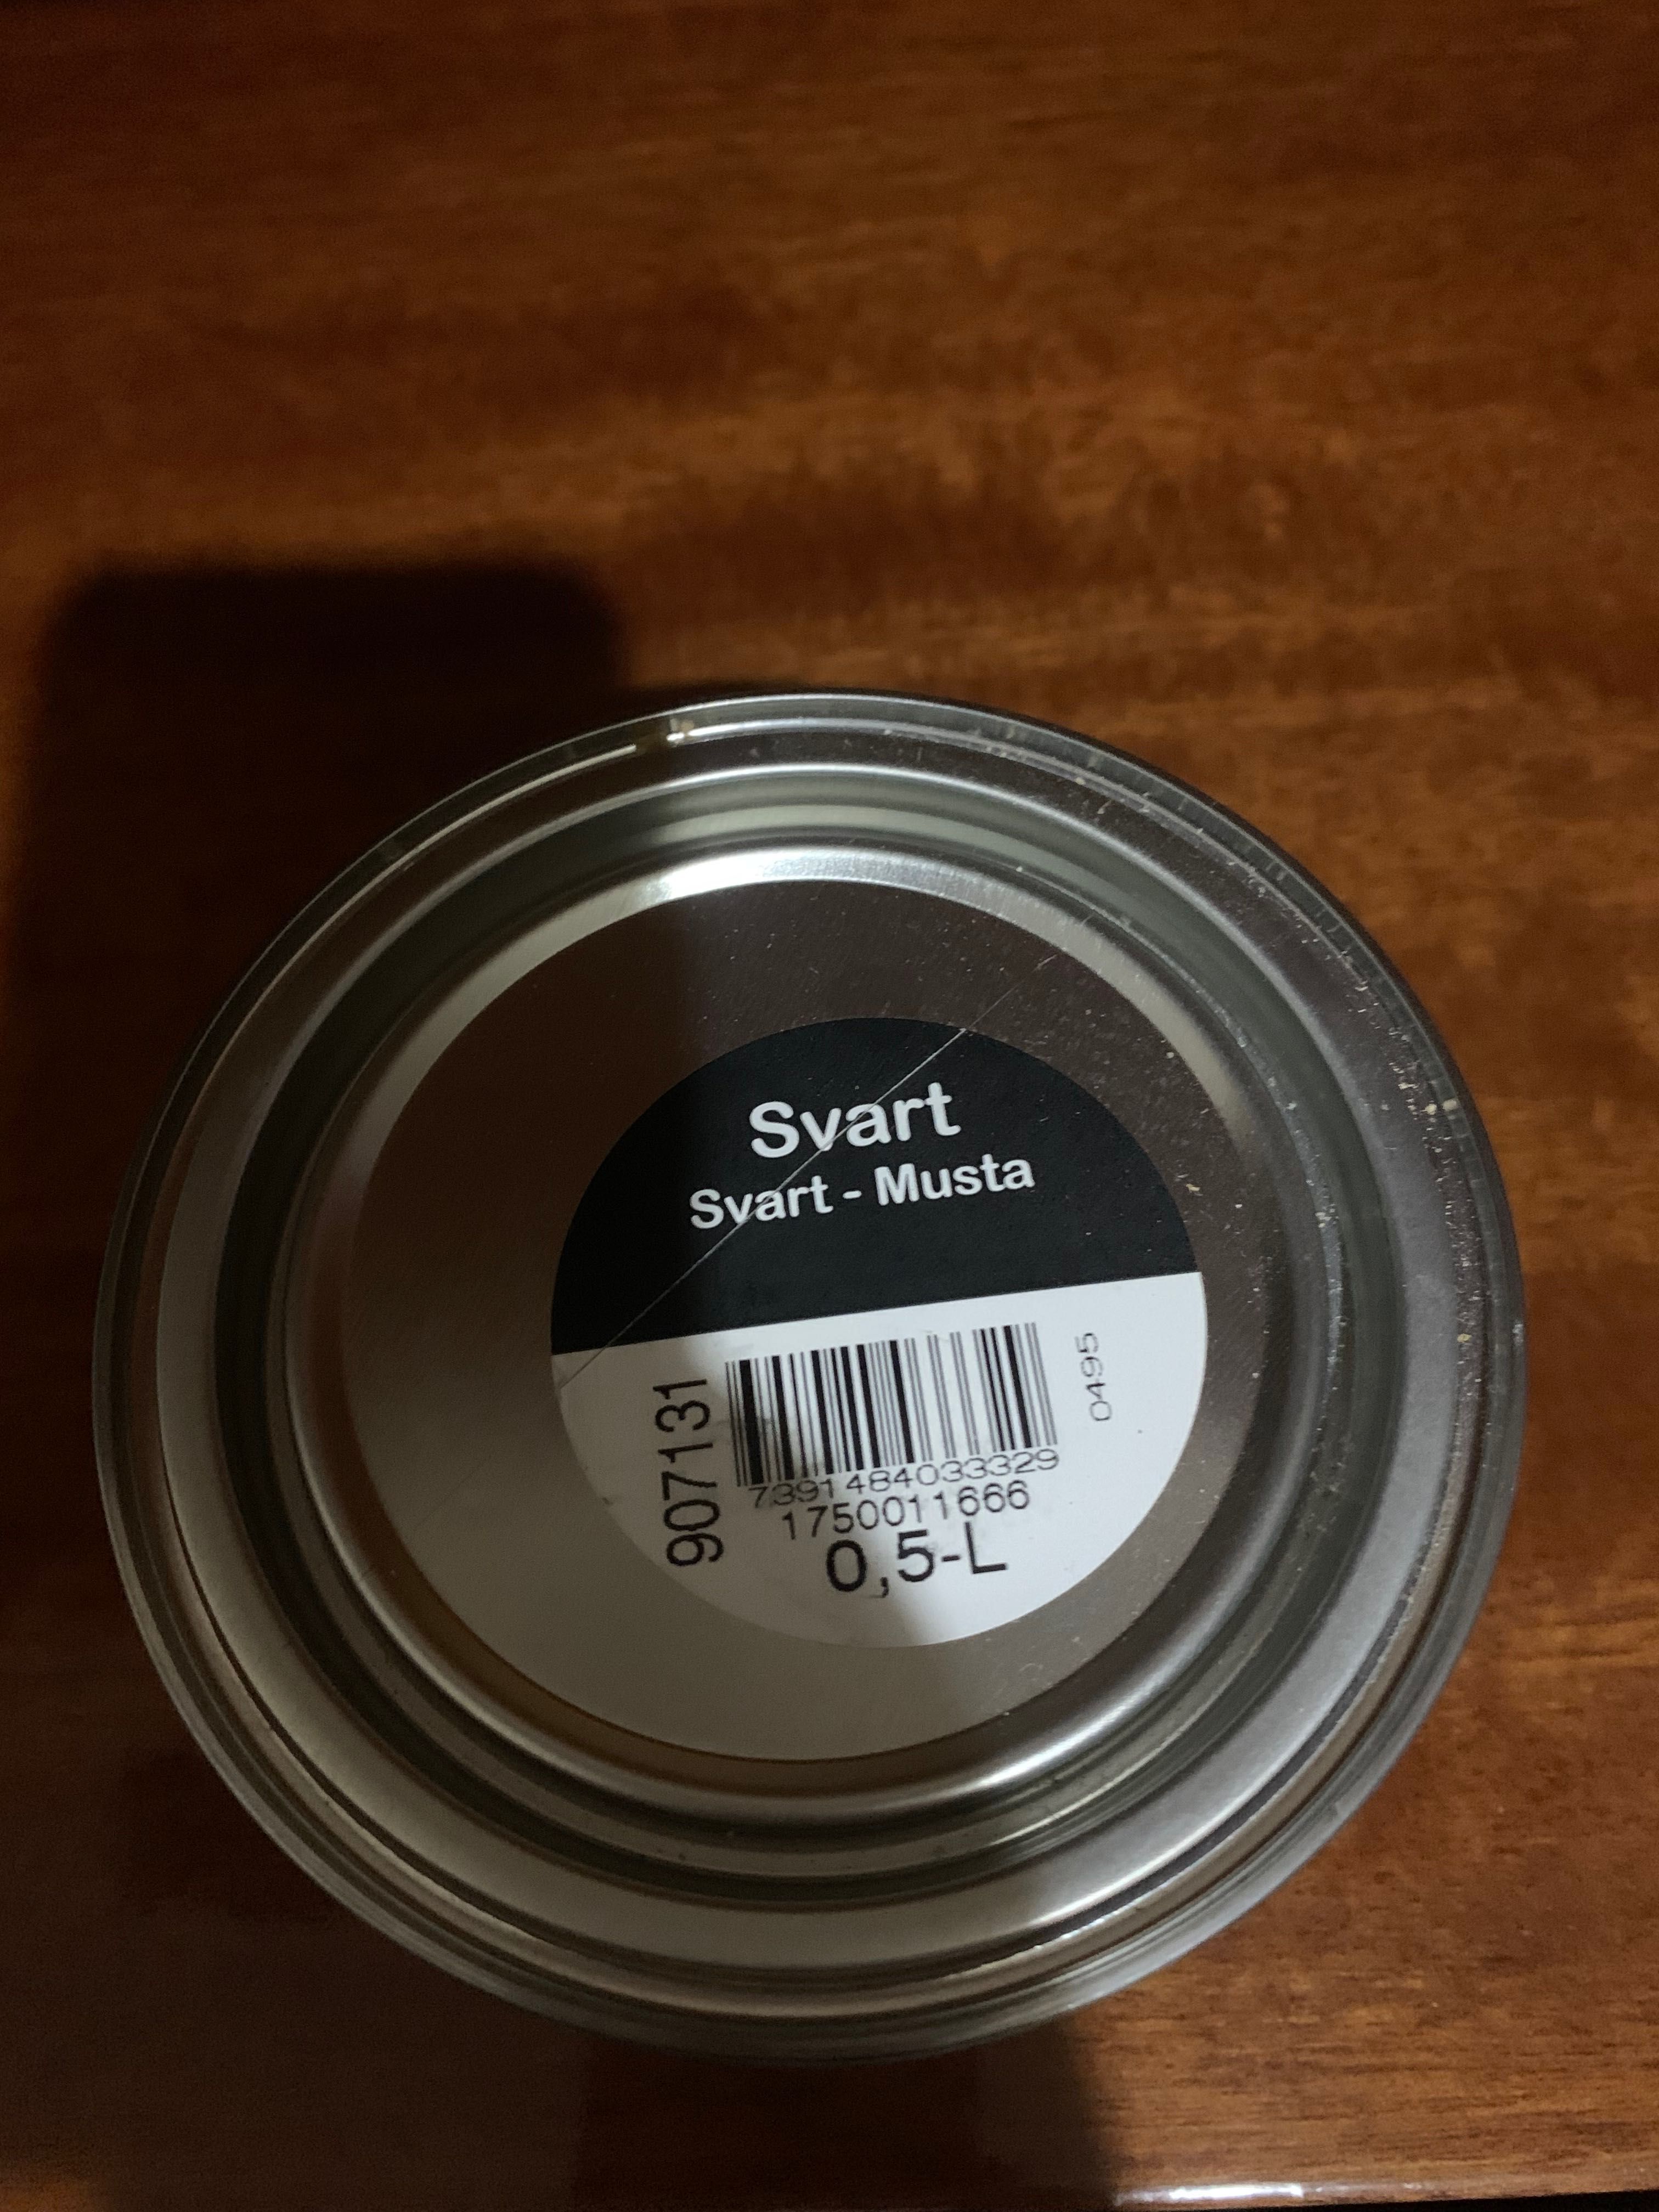 Svart
Svart - Musta
907131
0495
7391484033329
1750011666
0,5-L